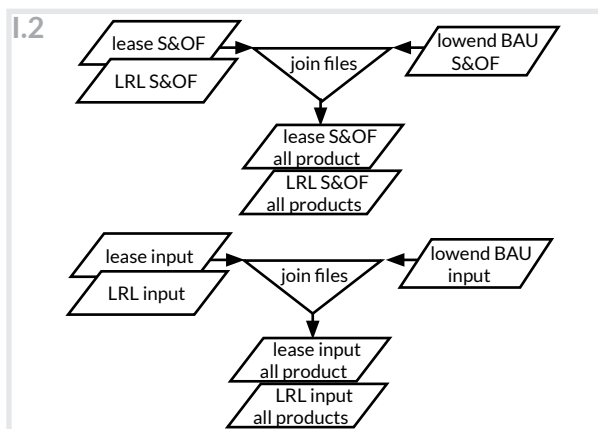 I.2
lease S&OF
LRL S&OF
join files
lowend BAU
S&OF
lease S&OF
all product
LRL S&OF
all products
lease input
LRL input
join files
lowend BAU
input
lease input
all product
LRL input
all products